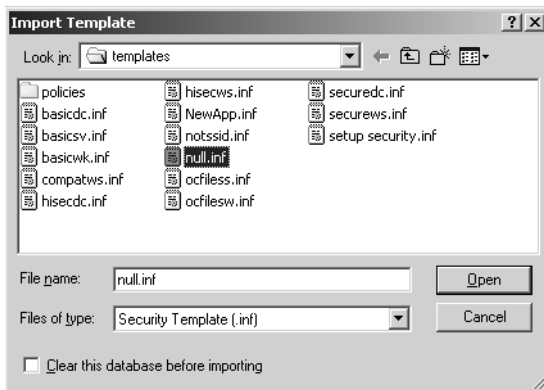 Import Template
? ×
Look in: templates
policies
basicdc.inf
basicsv.inf
basicwk.inf
compatws.inf
hisecdc.inf
hisecws.inf
NewApp.inf
notssid.inf
null.inf
ocfiless.inf
ocfilesw.inf
securedc.inf
securews.inf
setup security.inf
File name: null.inf
Open
Files of type: Security Template (.inf)
Cancel
Clear this database before importing